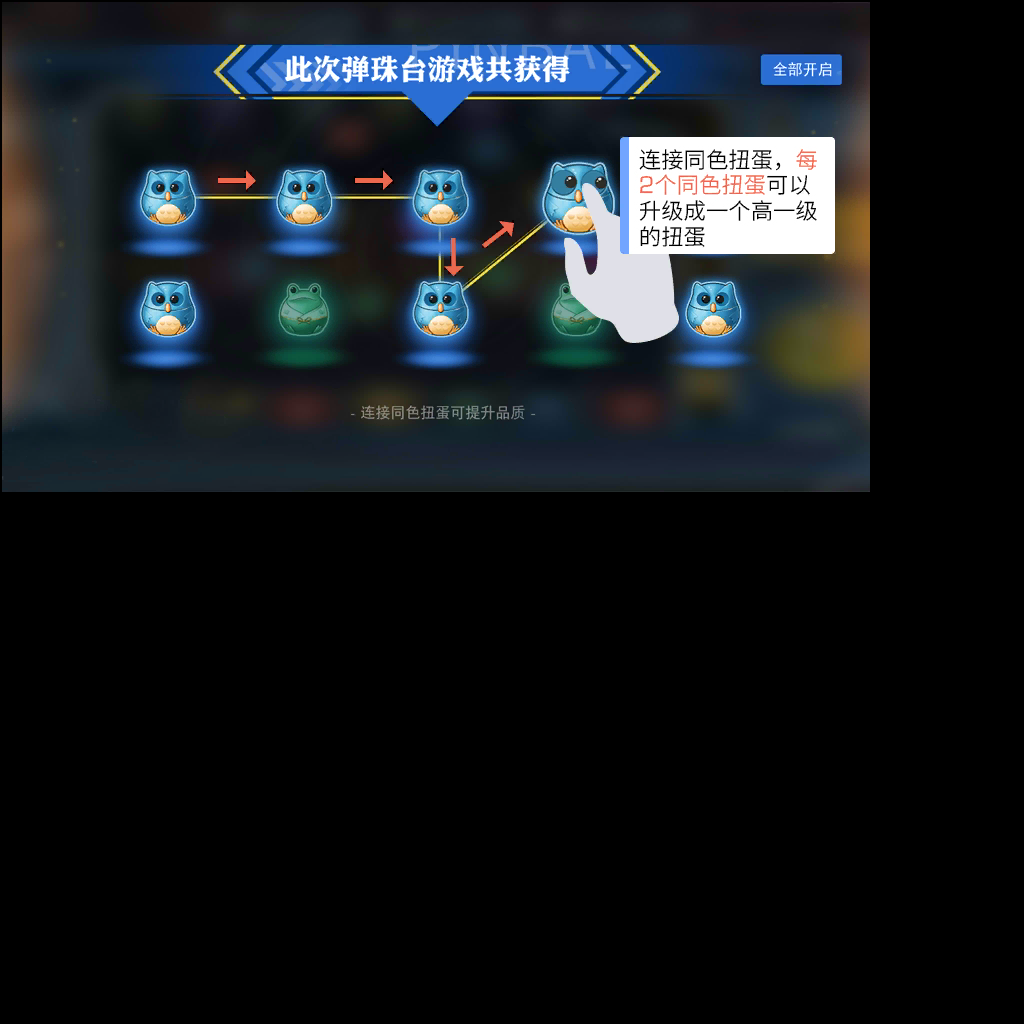 PINBAL
此次弹珠台游戏共获得
全部开启
连接同色扭蛋，每
2个同色扭蛋可以
升级成一个高一级
的扭蛋
- 连接同色扭蛋可提升品质 -